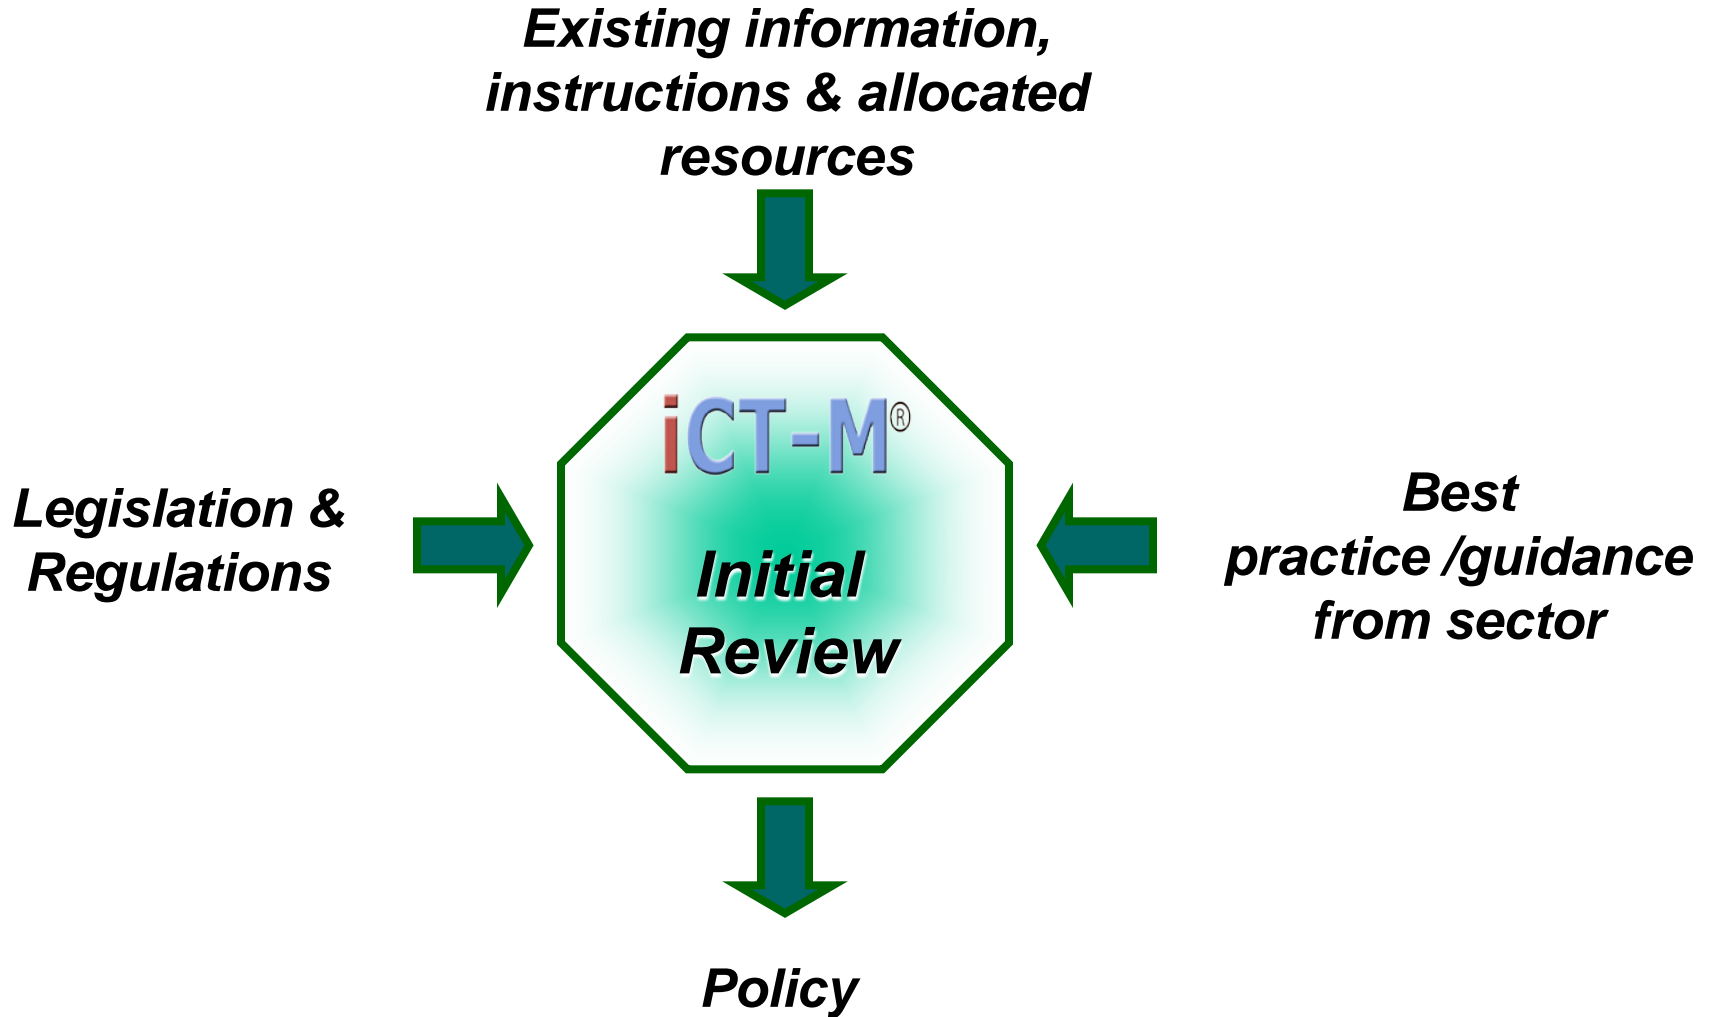 Existing information,
instructions & allocated
resources
iCT-M®
Legislation &
Regulations
Initial
Review
Best
practice /guidance
from sector
Policy